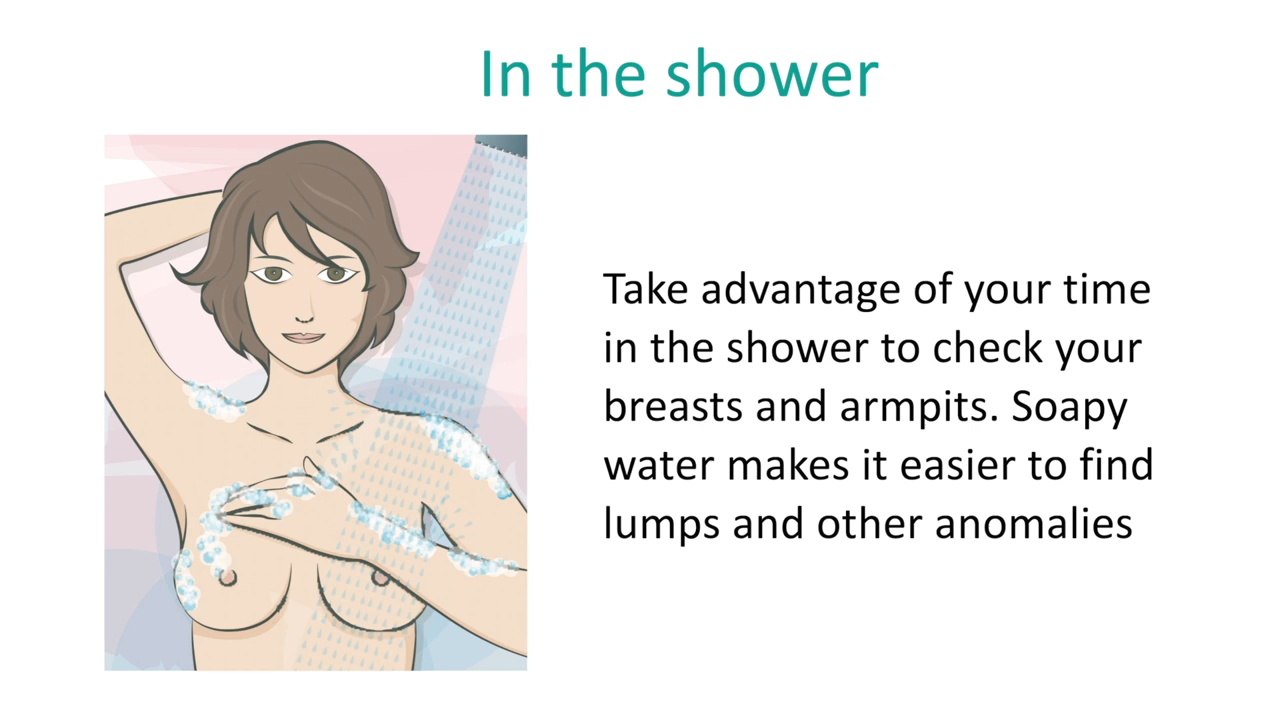 In the shower
Take advantage of your time
in the shower to check your
breasts and armpits. Soapy
water makes it easier to find
lumps and other anomalies